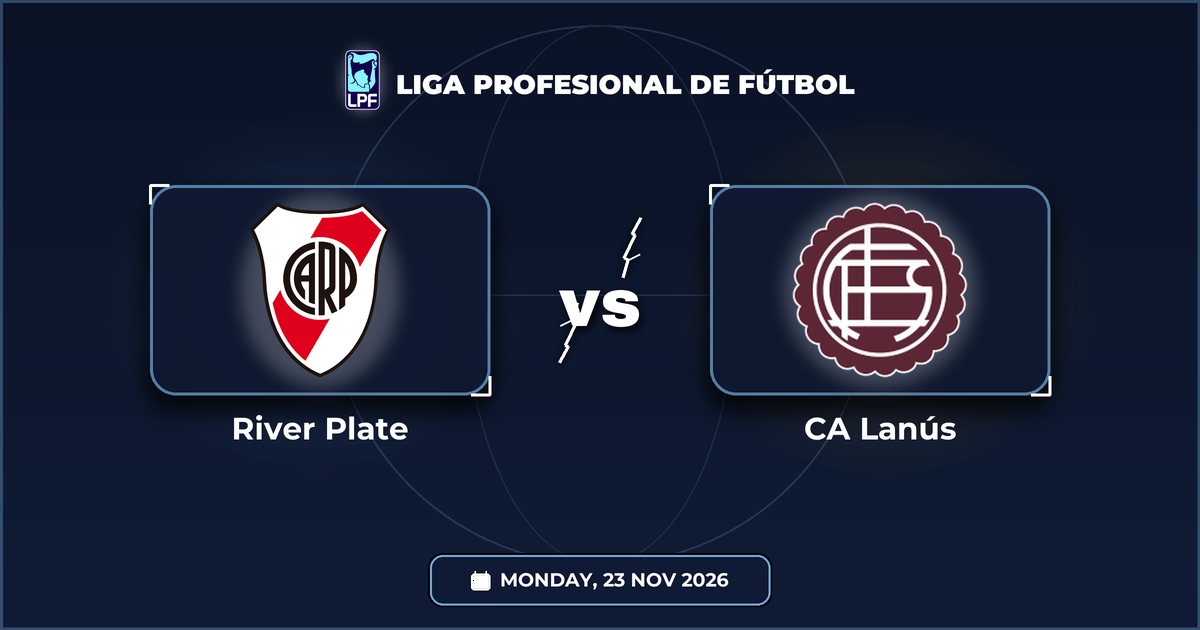 LPF
LIGA PROFESIONAL DE FÚTBOL
CARP
VS
River Plate
CA Lanús
MONDAY, 23 NOV 2026